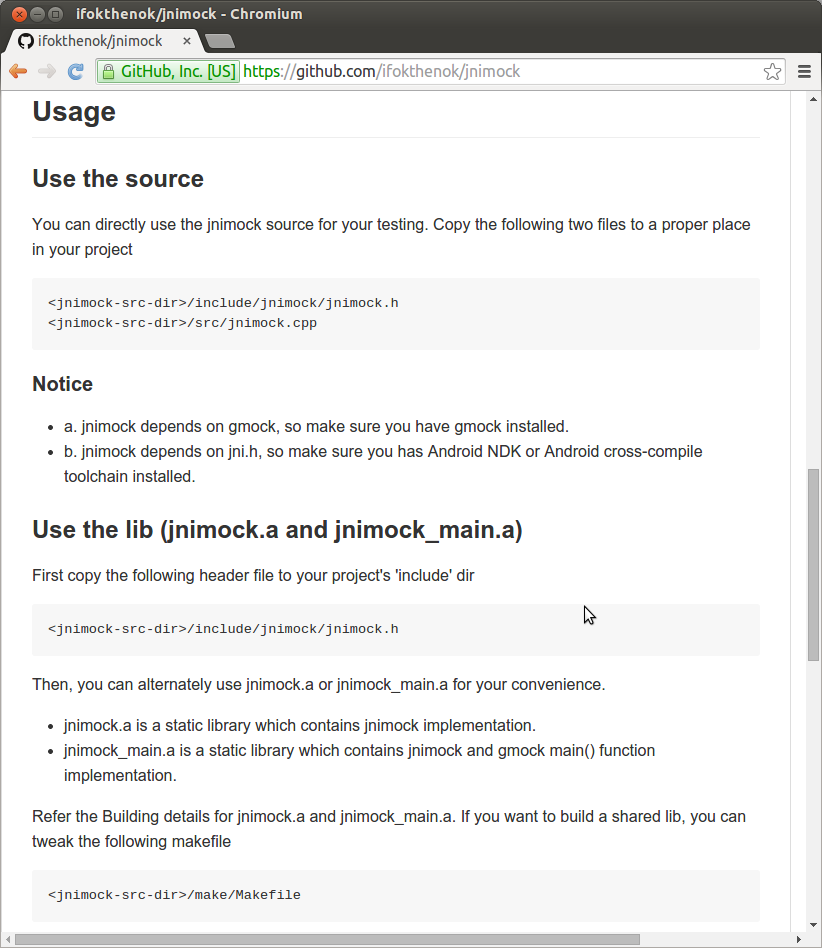 ifokthenok/jnimock - Chromium
ifokthenok/jnimock
GitHub, Inc. [US] https://github.com/ifokthenok/jnimock
Usage
Use the source
You can directly use the jnimock source for your testing. Copy the following two files to a proper place
in your project
<jnimock-src-dir>/include/jnimock/jnimock.h
<jnimock-src-dir>/src/jnimock.cpp
Notice
a. jnimock depends on gmock, so make sure you have gmock installed.
b. jnimock depends on jni.h, so make sure you has Android NDK or Android cross-compile
toolchain installed.
Use the lib (jnimock.a and jnimock_main.a)
First copy the following header file to your project's 'include' dir
<jnimock-src-dir>/include/jnimock/jnimock.h
Then, you can alternately use jnimock.a or jnimock_main.a for your convenience.
jnimock.a is a static library which contains jnimock implementation.
jnimock_main.a is a static library which contains jnimock and gmock main() function
implementation.
Refer the Building details for jnimock.a and jnimock_main.a. If you want to build a shared lib, you can
tweak the following makefile
<jnimock-src-dir>/make/Makefile